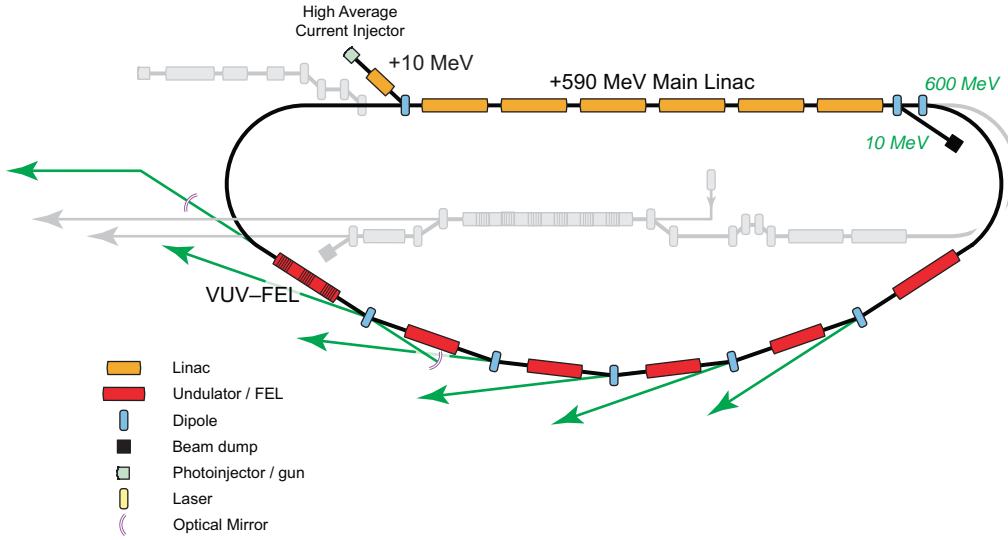 High Average
Current Injector
+10 MeV
+590 MeV Main Linac
600 MeV
10 MeV
VUV–FEL
Linac
Undulator / FEL
Dipole
Beam dump
Photoinjector / gun
Laser
Optical Mirror